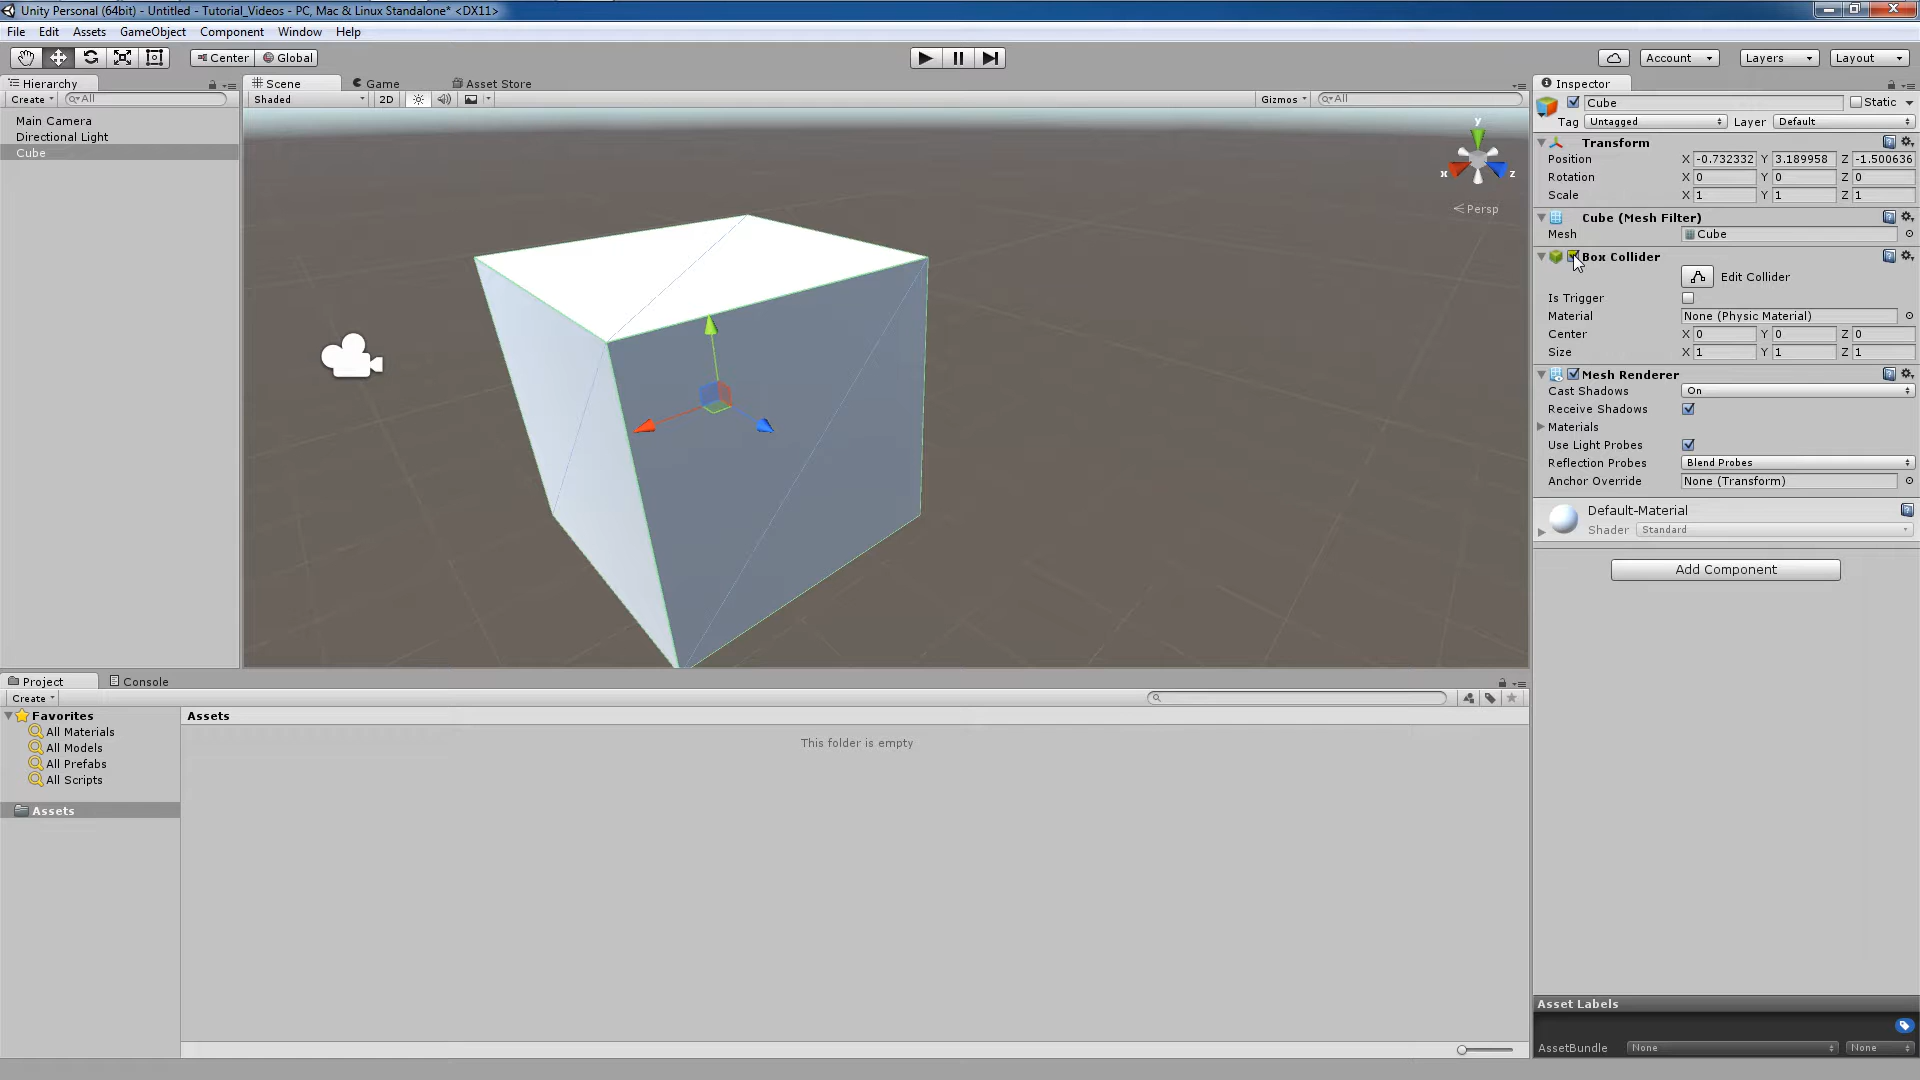 Unity Personal (64bit) - Untitled - Tutorial_Videos - PC, Mac & Linux Standalone* <DX11>
File Edit Assets GameObject Component Window Help
Center Global Account Layers Layout
Hierarchy Scene Game Asset Store Inspector
Create All Shaded 2D Gizmos All
Cube Static
Tag Untagged Layer Default
Main Camera
Directional Light
Cube
y
x z
Persp
Transform
Position X -0.732332 Y 3.189958 Z -1.500636
Rotation X 0 Y 0 Z 0
Scale X 1 Y 1 Z 1
Cube (Mesh Filter)
Mesh Cube
Box Collider
Edit Collider
Is Trigger
Material None (Physic Material)
Center X 0 Y 0 Z 0
Size X 1 Y 1 Z 1
Mesh Renderer
Cast Shadows On
Receive Shadows
Materials
Use Light Probes
Reflection Probes Blend Probes
Anchor Override None (Transform)
Default-Material
Shader Standard
Add Component
Project Console
Create
Favorites
All Materials
All Models
All Prefabs
All Scripts
Assets
Assets
This folder is empty
Asset Labels
AssetBundle None None